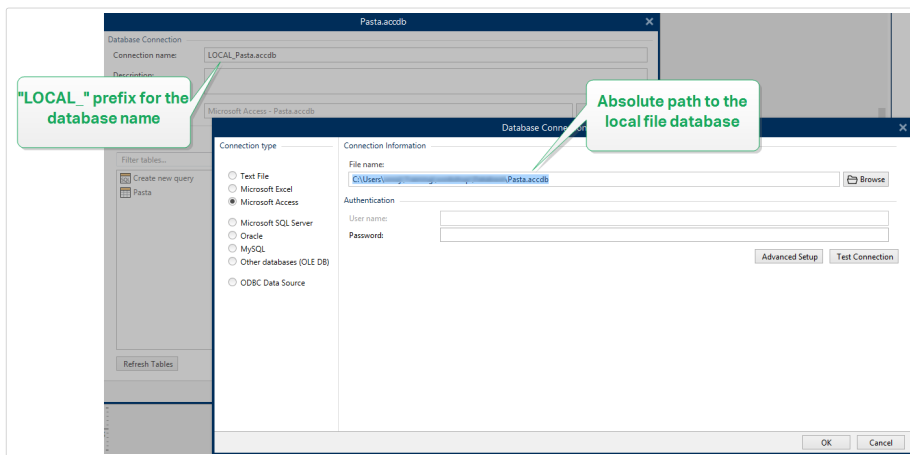 Pasta.accdb
Database Connection
Connection name:
LOCAL_Pasta.accdb
Description:
"LOCAL_" prefix for the
database name
Microsoft Access - Pasta.accdb
Absolute path to the
local file database
Filter tables...
Create new query
Pasta
Refresh Tables
Database Connection
Connection type
Text File
Microsoft Excel
Microsoft Access
Microsoft SQL Server
Oracle
MySQL
Other databases (OLE DB)
ODBC Data Source
Connection Information
File name:
C:\Users\ \Pasta.accdb
Browse
Authentication
User name:
Password:
Advanced Setup
Test Connection
OK
Cancel